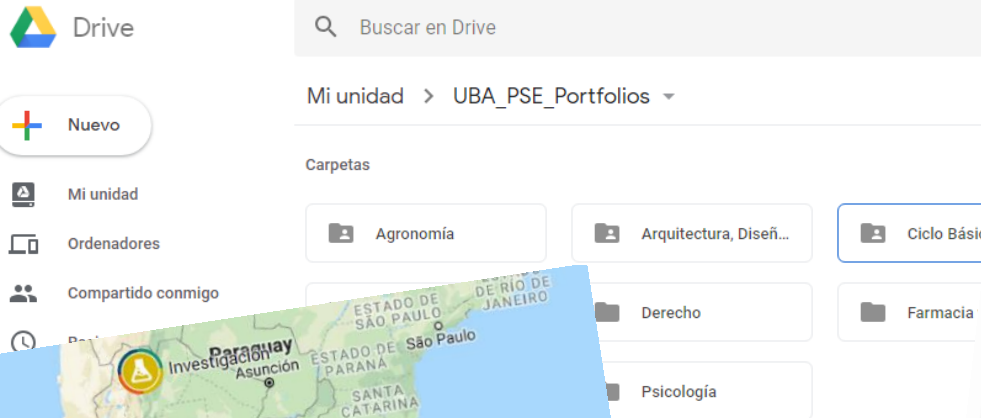 Drive
Buscar en Drive
Mi unidad > UBA_PSE_Portfolios
Nuevo
Carpetas
Mi unidad
Agronomía
Arquitectura, Diseñ...
Ciclo Bási
Ordenadores
Compartido conmigo
Derecho
Farmacia
Psicología
ESTADO DE
SÃO PAULO
ESTADO DE
RÍO DE
JANEIRO
São Paulo
Paraguay
Investigación
Asunción
ESTADO DE
PARANÁ
SANTA
CATARINA